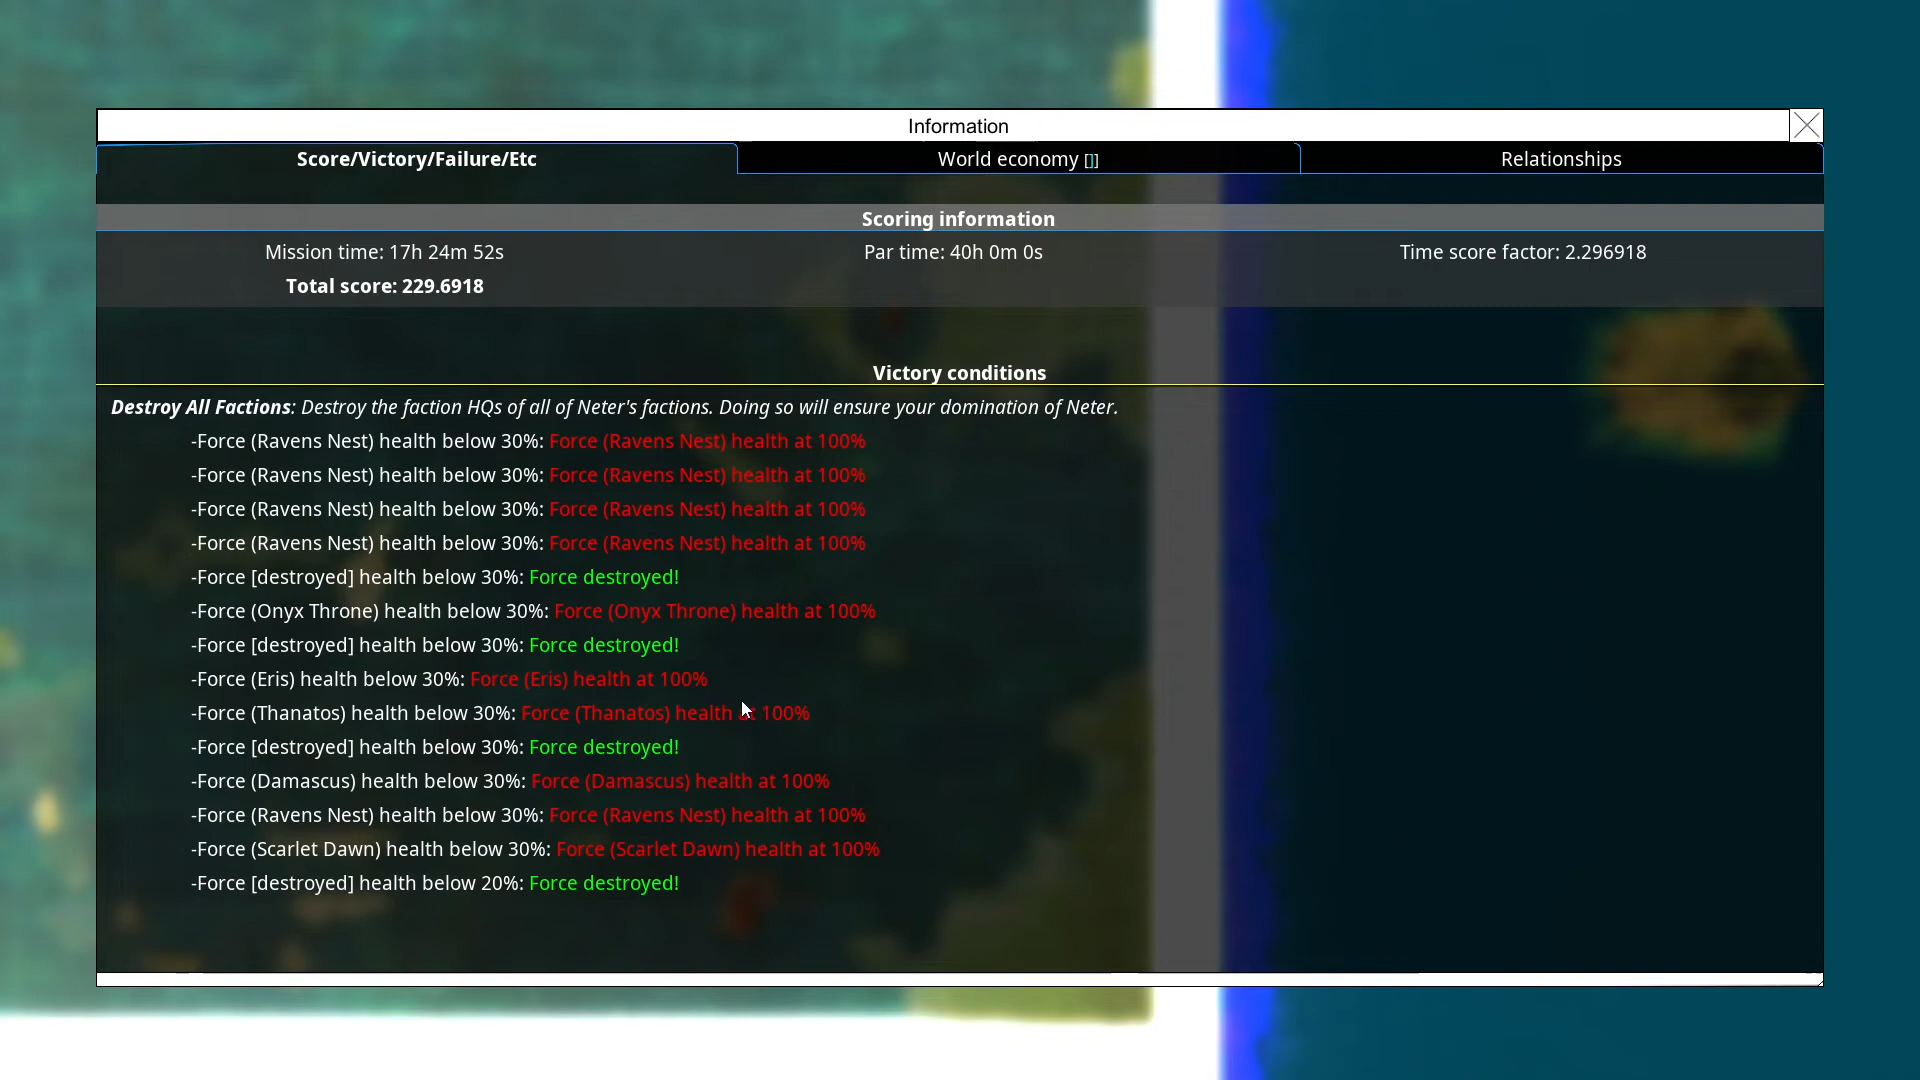 Information
Score/Victory/Failure/Etc
World economy []
Relationships
Scoring information
Mission time: 17h 24m 52s
Par time: 40h 0m 0s
Time score factor: 2.296918
Total score: 229.6918
Victory conditions
Destroy All Factions: Destroy the faction HQs of all of Neter's factions. Doing so will ensure your domination of Neter.
-Force (Ravens Nest) health below 30%: Force (Ravens Nest) health at 100%
-Force (Ravens Nest) health below 30%: Force (Ravens Nest) health at 100%
-Force (Ravens Nest) health below 30%: Force (Ravens Nest) health at 100%
-Force (Ravens Nest) health below 30%: Force (Ravens Nest) health at 100%
-Force [destroyed] health below 30%: Force destroyed!
-Force (Onyx Throne) health below 30%: Force (Onyx Throne) health at 100%
-Force [destroyed] health below 30%: Force destroyed!
-Force (Eris) health below 30%: Force (Eris) health at 100%
-Force (Thanatos) health below 30%: Force (Thanatos) health at 100%
-Force [destroyed] health below 30%: Force destroyed!
-Force (Damascus) health below 30%: Force (Damascus) health at 100%
-Force (Ravens Nest) health below 30%: Force (Ravens Nest) health at 100%
-Force (Scarlet Dawn) health below 30%: Force (Scarlet Dawn) health at 100%
-Force [destroyed] health below 20%: Force destroyed!